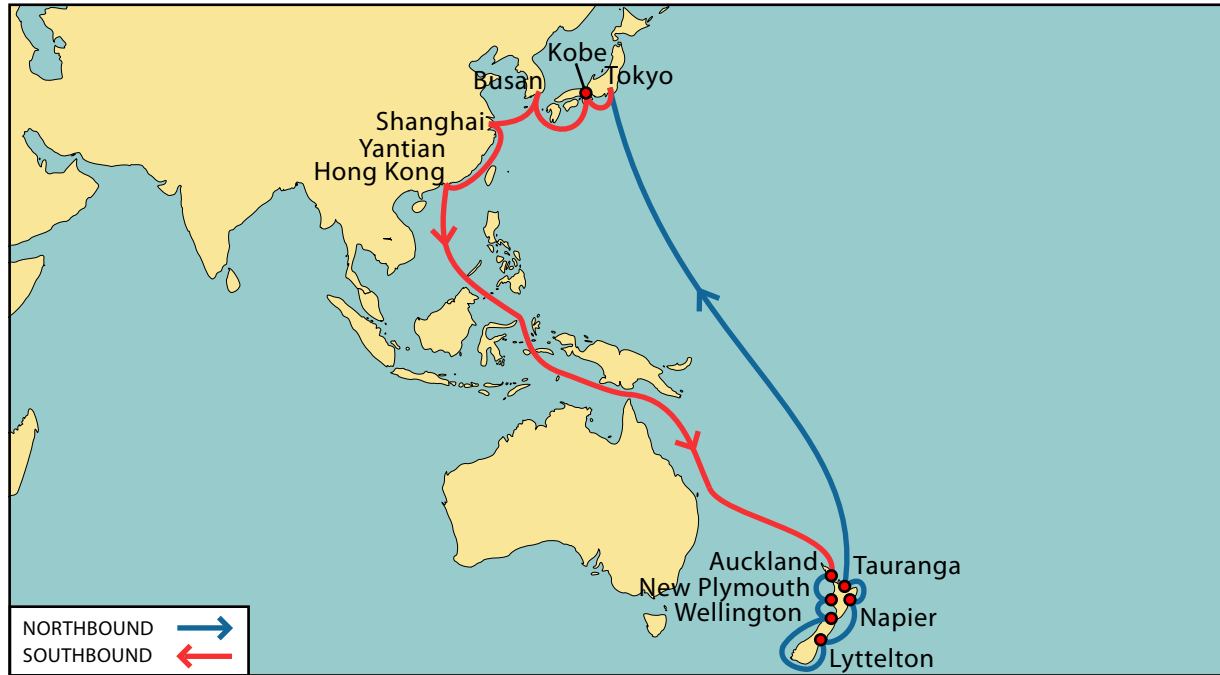 Kobe
Busan
Tokyo
Shanghai
Yantian
Hong Kong
Auckland
Tauranga
New Plymouth
Wellington
Napier
Lyttelton
NORTHBOUND
SOUTHBOUND